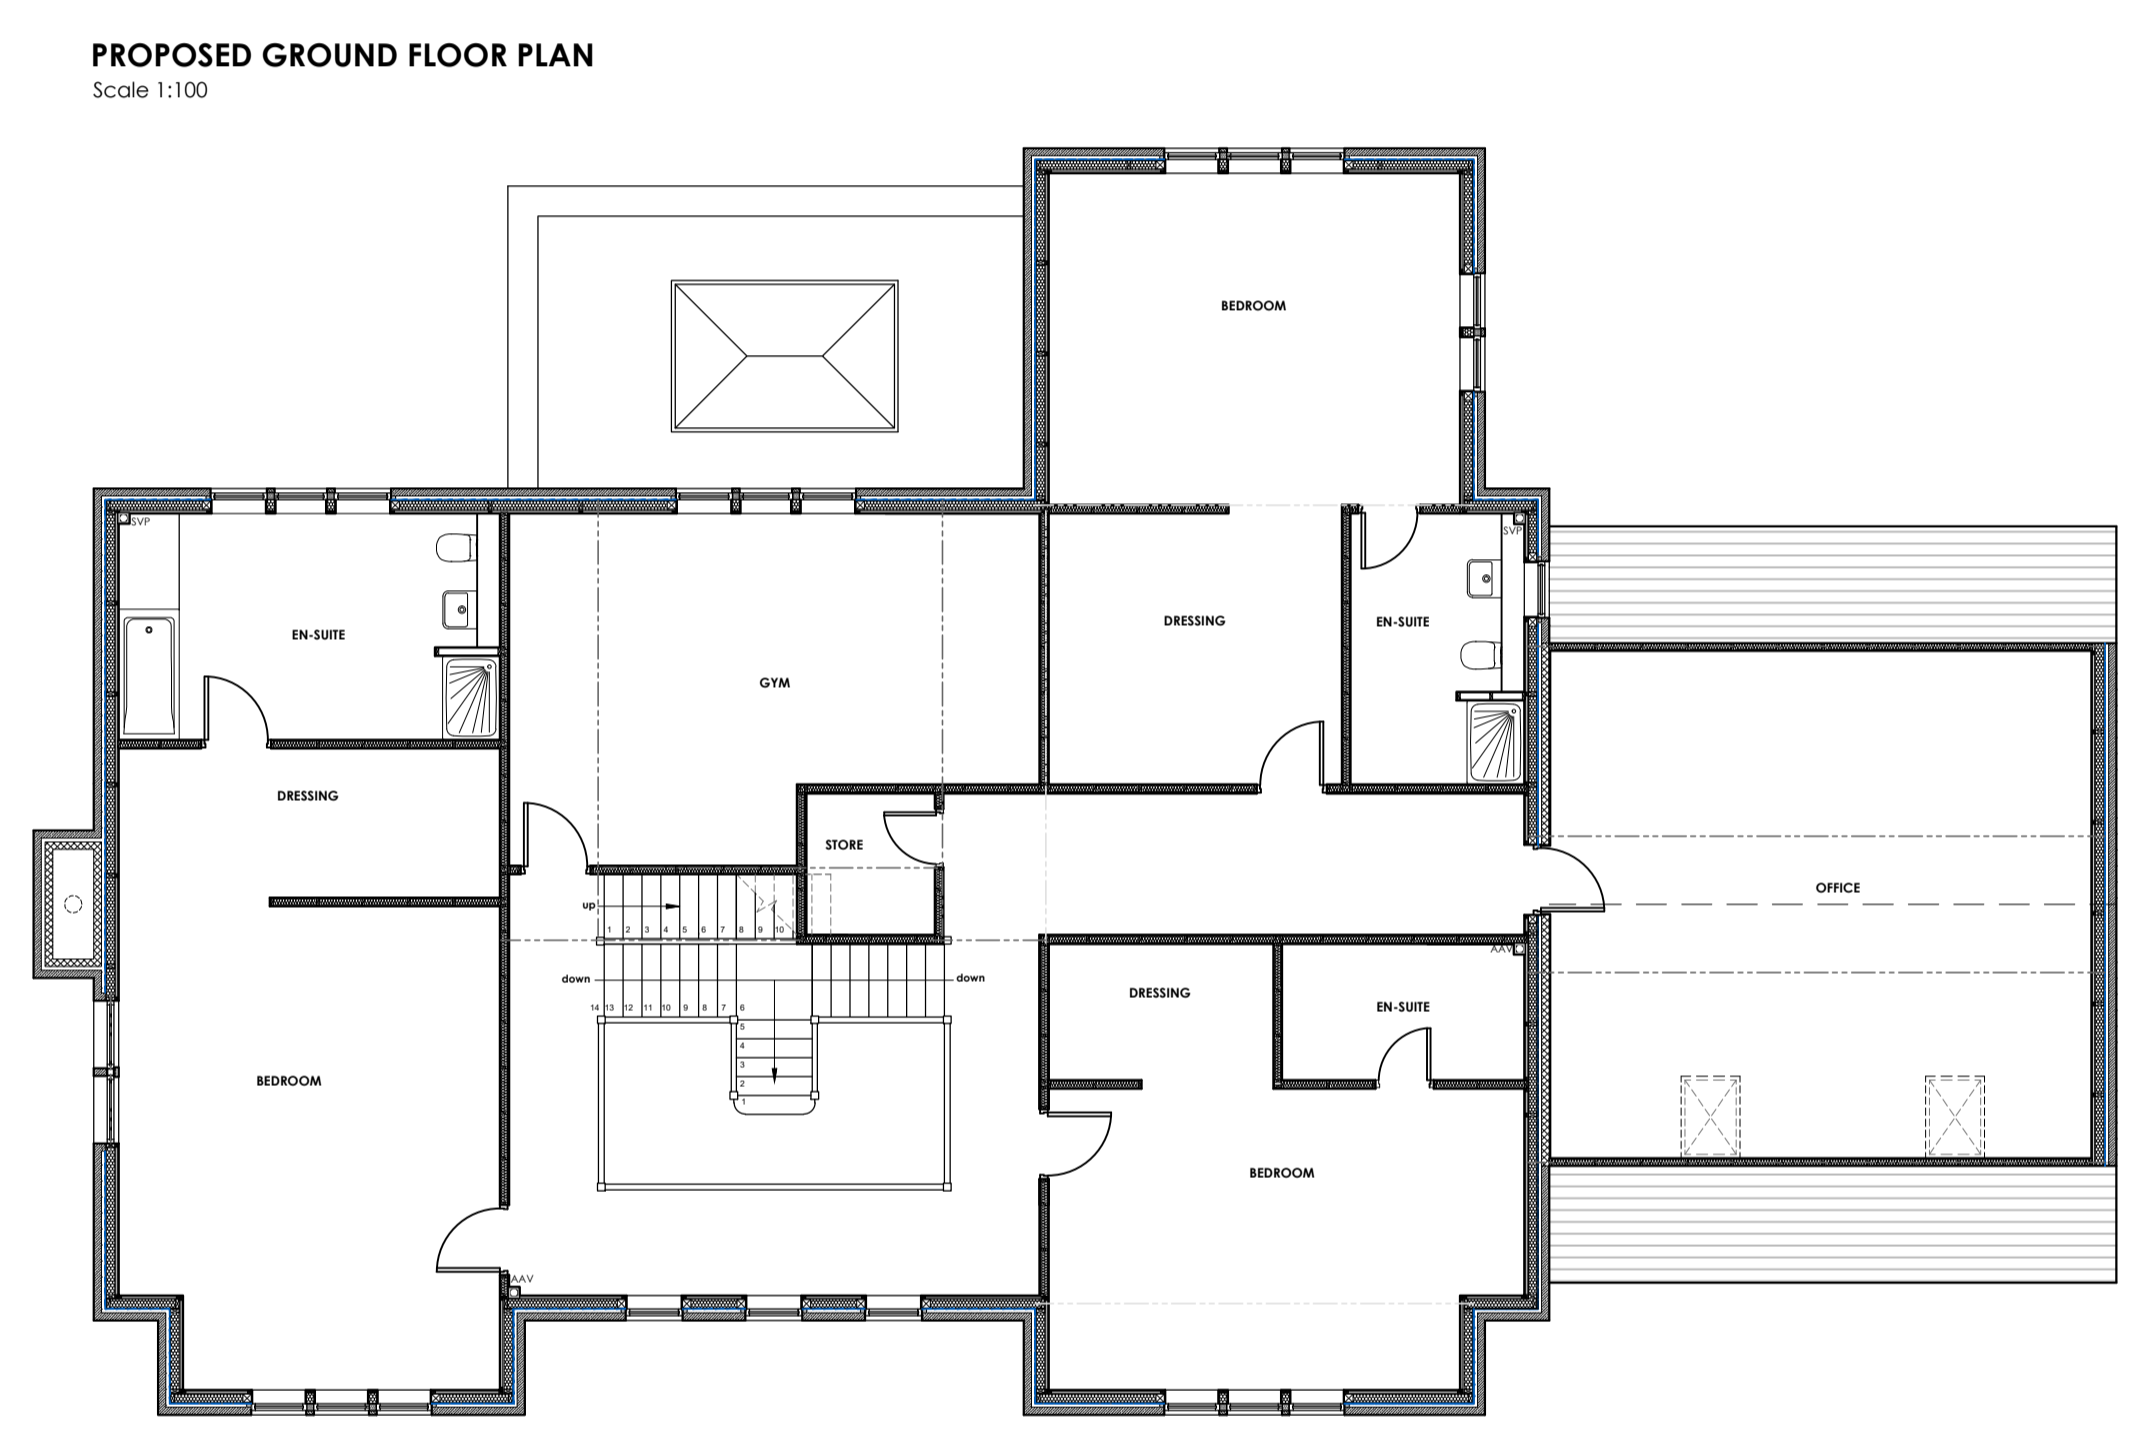 PROPOSED GROUND FLOOR PLAN
Scale 1:100
BEDROOM
SVP
SVP
EN-SUITE
DRESSING
EN-SUITE
GYM
DRESSING
STORE
OFFICE
up
1 2 3 4 5 6 7 8 9 10
AAV
down
down
DRESSING
EN-SUITE
14 13 12 11 10 9 8 7 6
5
4
3
2
1
BEDROOM
BEDROOM
AAV